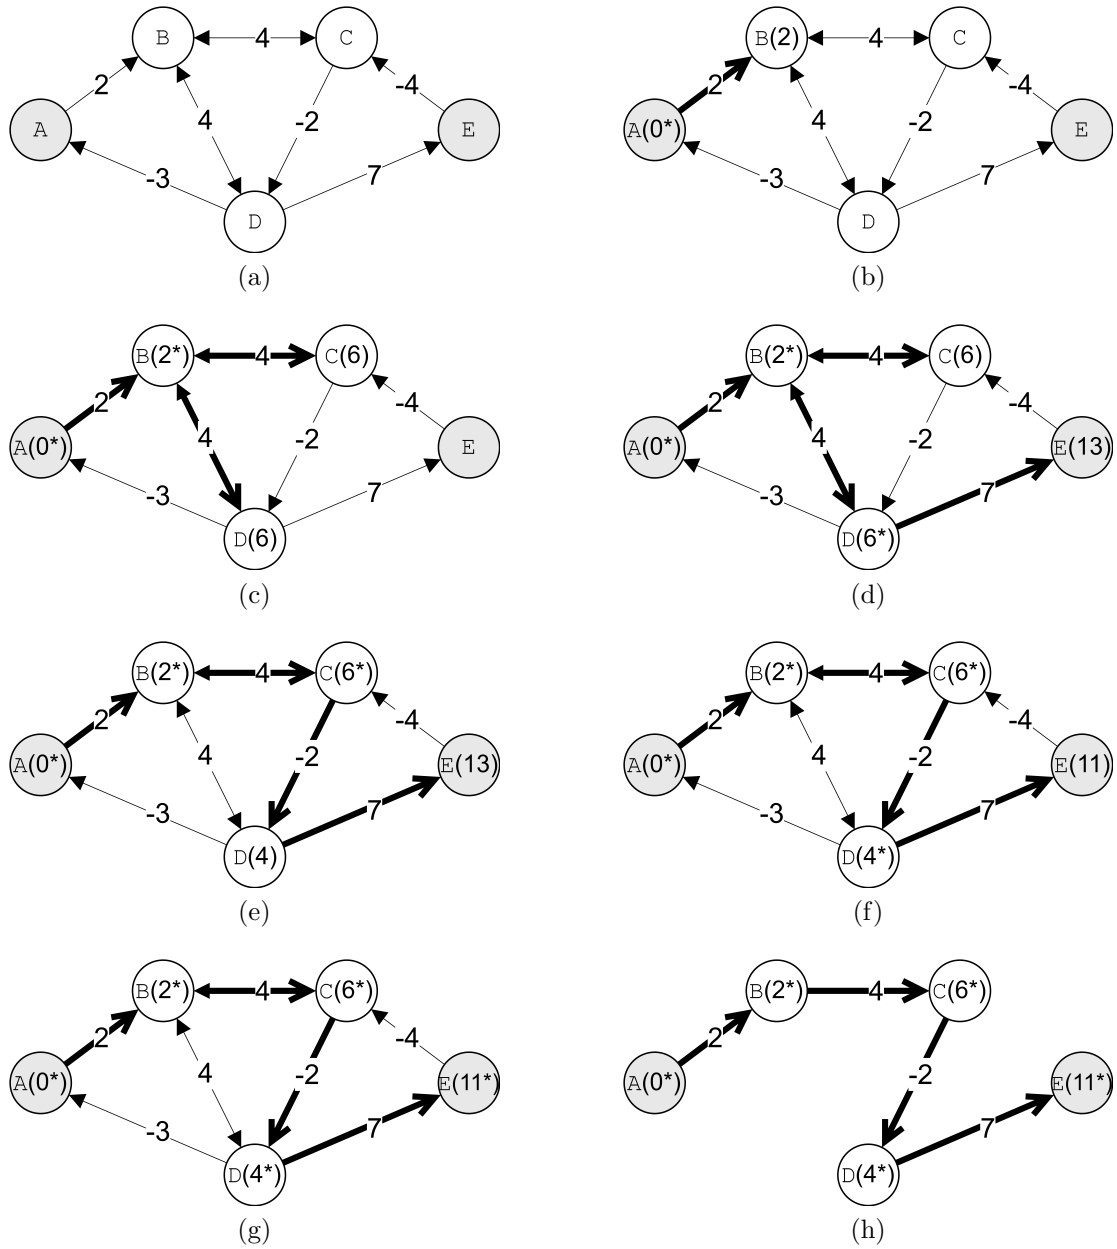 B 4 C
2 -4
A 4 -2 E
-3 7
D
(a)
B(2) 4 C
2 -4
A(0*) 4 -2 E
-3 7
D
(b)
B(2*) 4 C(6)
2 -4
A(0*) 4 -2 E
-3 7
D(6)
(c)
B(2*) 4 C(6)
2 -4
A(0*) 4 -2 E(13)
-3 7
D(6*)
(d)
B(2*) 4 C(6*)
2 -4
A(0*) 4 -2 E(13)
-3 7
D(4)
(e)
B(2*) 4 C(6*)
2 -4
A(0*) 4 -2 E(11)
-3 7
D(4*)
(f)
B(2*) 4 C(6*)
2 -4
A(0*) 4 -2 E(11*)
-3 7
D(4*)
(g)
B(2*) 4 C(6*)
2
A(0*) -2 E(11*)
7
D(4*)
(h)